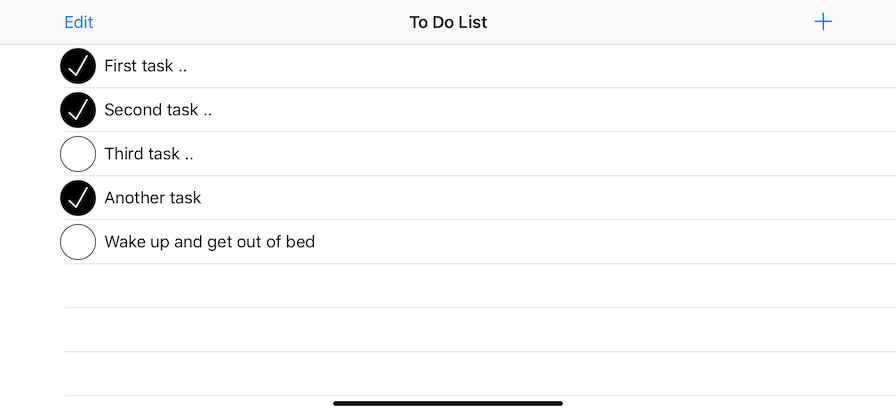 Edit To Do List +
First task ..
Second task ..
Third task ..
Another task
Wake up and get out of bed